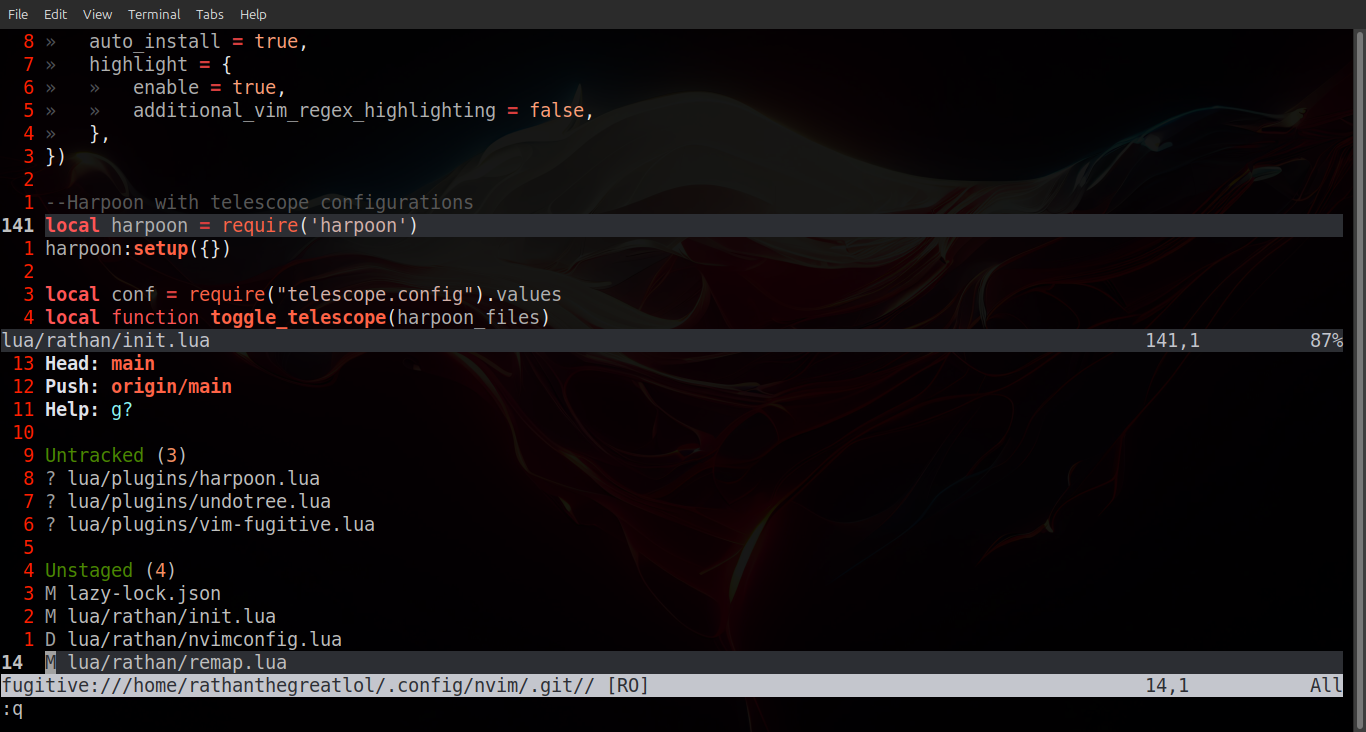 File Edit View Terminal Tabs Help
8 »   auto_install = true,
7 »   highlight = {
6 »   »   enable = true,
5 »   »   additional_vim_regex_highlighting = false,
4 »   },
3 })
2
1 --Harpoon with telescope configurations
141 local harpoon = require('harpoon')
1 harpoon:setup({})
2
3 local conf = require("telescope.config").values
4 local function toggle_telescope(harpoon_files)
lua/rathan/init.lua 141,1 87%
13 Head: main
12 Push: origin/main
11 Help: g?
10
9 Untracked (3)
8 ? lua/plugins/harpoon.lua
7 ? lua/plugins/undotree.lua
6 ? lua/plugins/vim-fugitive.lua
5
4 Unstaged (4)
3 M lazy-lock.json
2 M lua/rathan/init.lua
1 D lua/rathan/nvimconfig.lua
14 M lua/rathan/remap.lua
fugitive:///home/rathanthegreatlol/.config/nvim/.git// [RO] 14,1 All
:q